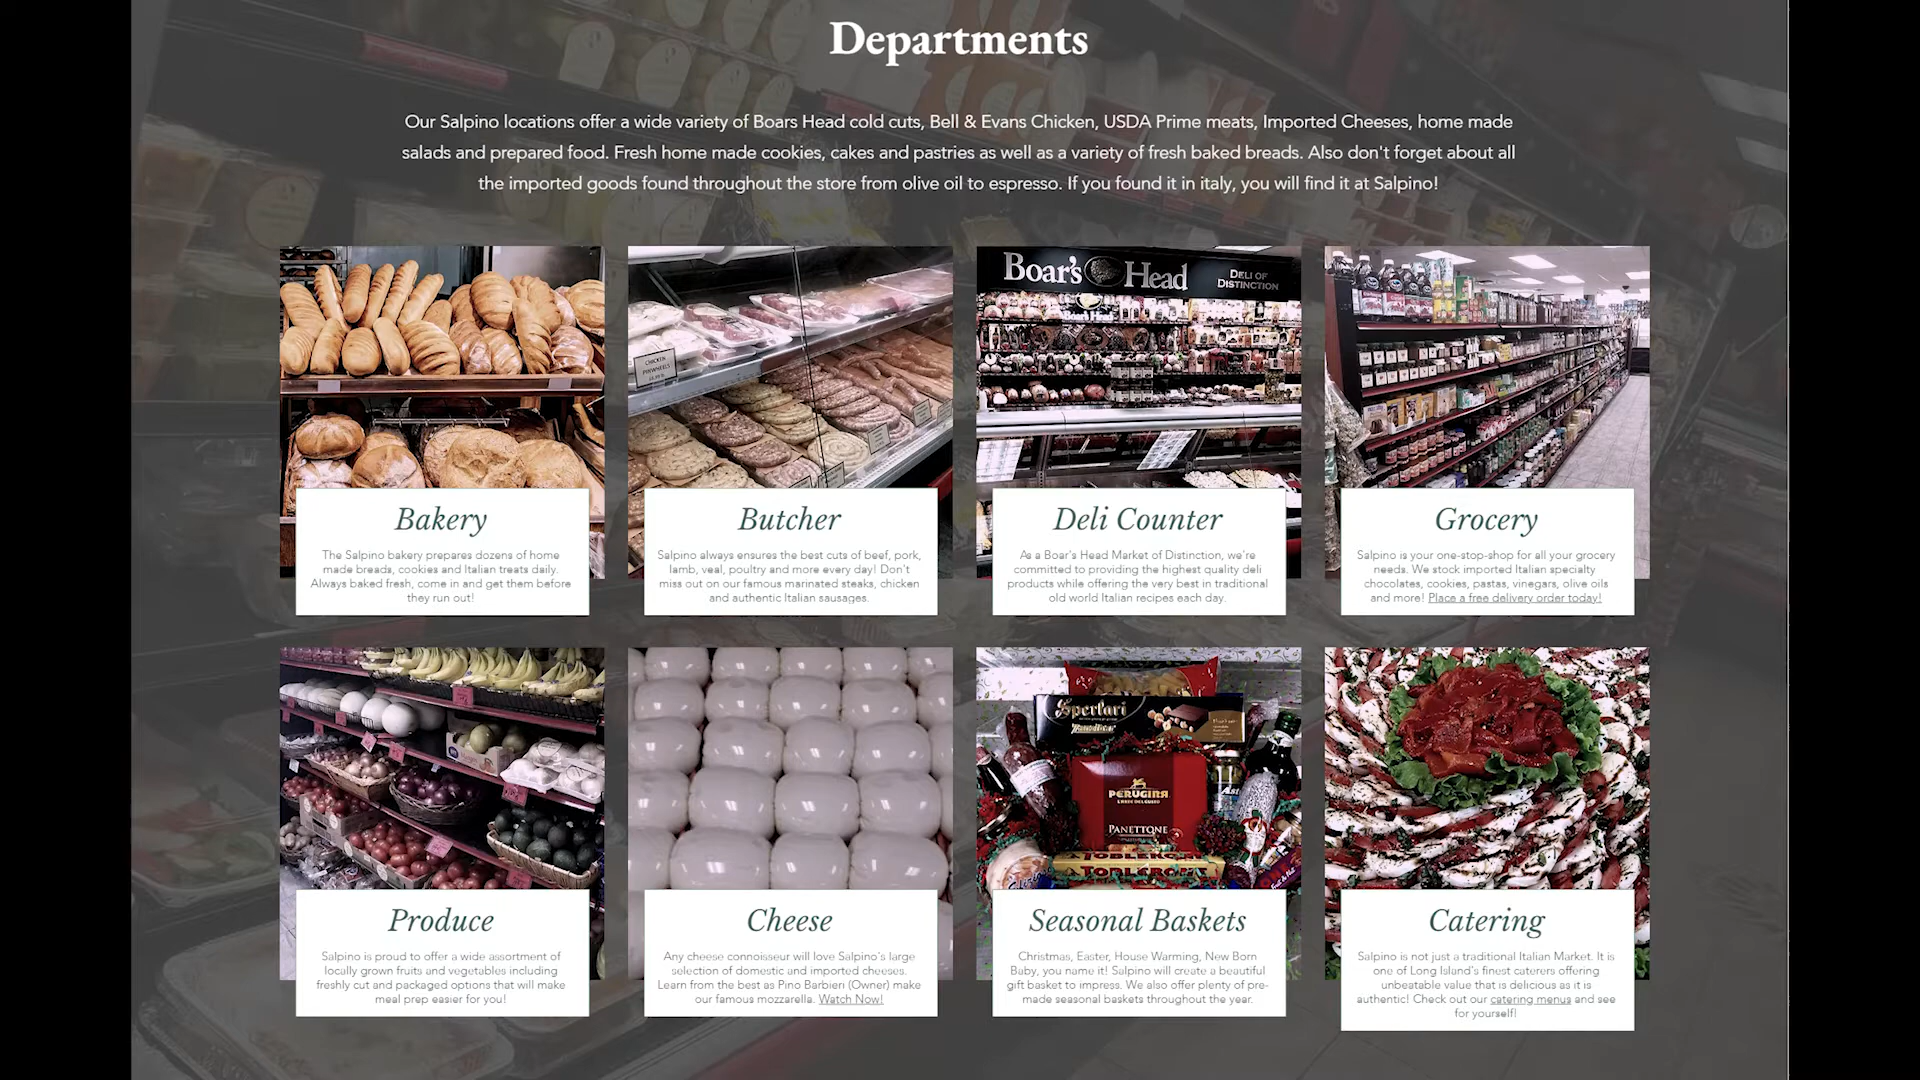 Departments
Our Salpino locations offer a wide variety of Boars Head cold cuts, Bell & Evans Chicken, USDA Prime meats, Imported Cheeses, home made
salads and prepared food. Fresh home made cookies, cakes and pastries as well as a variety of fresh baked breads. Also don't forget about all
the imported goods found throughout the store from olive oil to espresso. If you found it in italy, you will find it at Salpino!
CHICKEN
PINWHEELS
Boar's Head
DELI OF
DISTINCTION
Boar's Head
Bakery
The Salpino bakery prepares dozens of home
made breads, cookies and Italian treats daily.
Always baked fresh, come in and get them before
they run out!
Butcher
Salpino always ensures the best cuts of beef, pork,
lamb, veal, poultry and more every day! Don't
miss out on our famous marinated steaks, chicken
and authentic Italian sausages.
Deli Counter
As a Boar's Head Market of Distinction, we're
committed to providing the highest quality deli
products while offering the very best in traditional
old world Italian recipes each day.
Grocery
Salpino is your one-stop-shop for all your grocery
needs. We stock imported Italian specialty
chocolates, cookies, pastas, vinegars, olive oils
and more! Place a free delivery order today!
Sperlari
PERUGINA
PANETTONE
TOBLERONE
Produce
Salpino is proud to offer a wide assortment of
locally grown fruits and vegetables including
freshly cut and packaged options that will make
meal prep easier for you!
Cheese
Any cheese connoisseur will love Salpino's large
selection of domestic and imported cheeses.
Learn from the best as Pino Barbieri (Owner) make
our famous mozzarella. Watch Now!
Seasonal Baskets
Christmas, Easter, House Warming, New Born
Baby, you name it! Salpino will create a beautiful
gift basket to impress. We also offer plenty of pre-
made seasonal baskets throughout the year.
Catering
Salpino is not just a traditional Italian Market. It is
one of Long Island's finest caterers offering
unbeatable value that is delicious as it is
authentic! Check out our catering menus and see
for yourself!